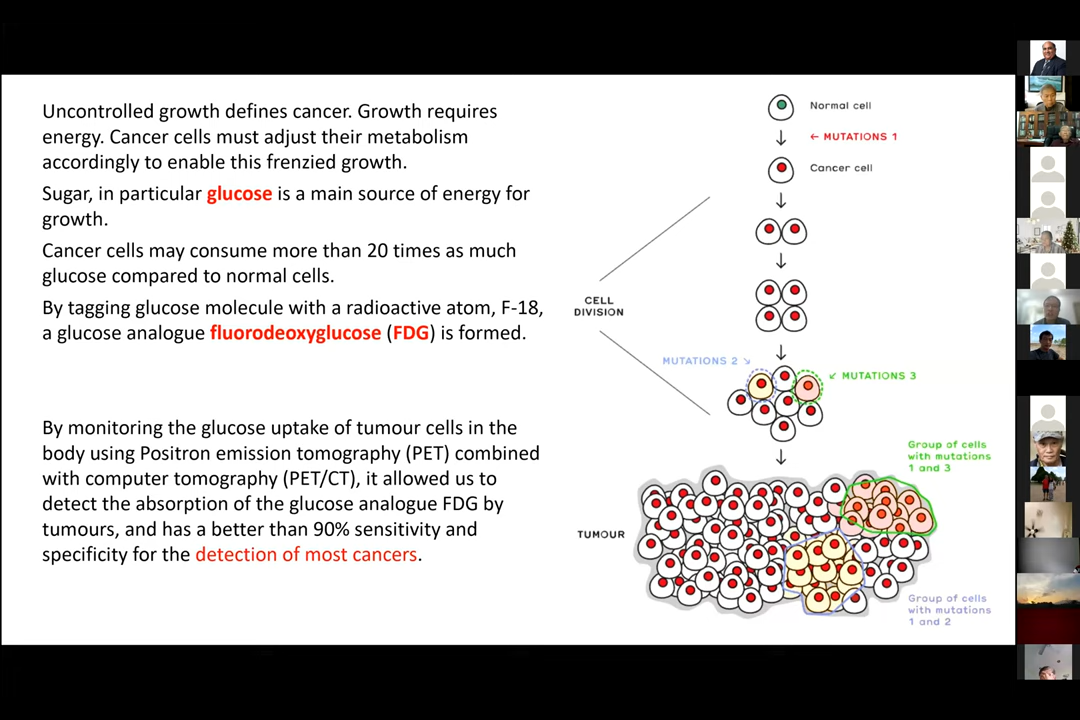 Uncontrolled growth defines cancer. Growth requires
energy. Cancer cells must adjust their metabolism
accordingly to enable this frenzied growth.
Sugar, in particular glucose is a main source of energy for
growth.
Cancer cells may consume more than 20 times as much
glucose compared to normal cells.
By tagging glucose molecule with a radioactive atom, F-18,
a glucose analogue fluorodeoxyglucose (FDG) is formed.
By monitoring the glucose uptake of tumour cells in the
body using Positron emission tomography (PET) combined
with computer tomography (PET/CT), it allowed us to
detect the absorption of the glucose analogue FDG by
tumours, and has a better than 90% sensitivity and
specificity for the detection of most cancers.
Normal cell
← MUTATIONS 1
Cancer cell
CELL
DIVISION
MUTATIONS 2
MUTATIONS 3
Group of cells
with mutations
1 and 3
TUMOUR
Group of cells
with mutations
1 and 2